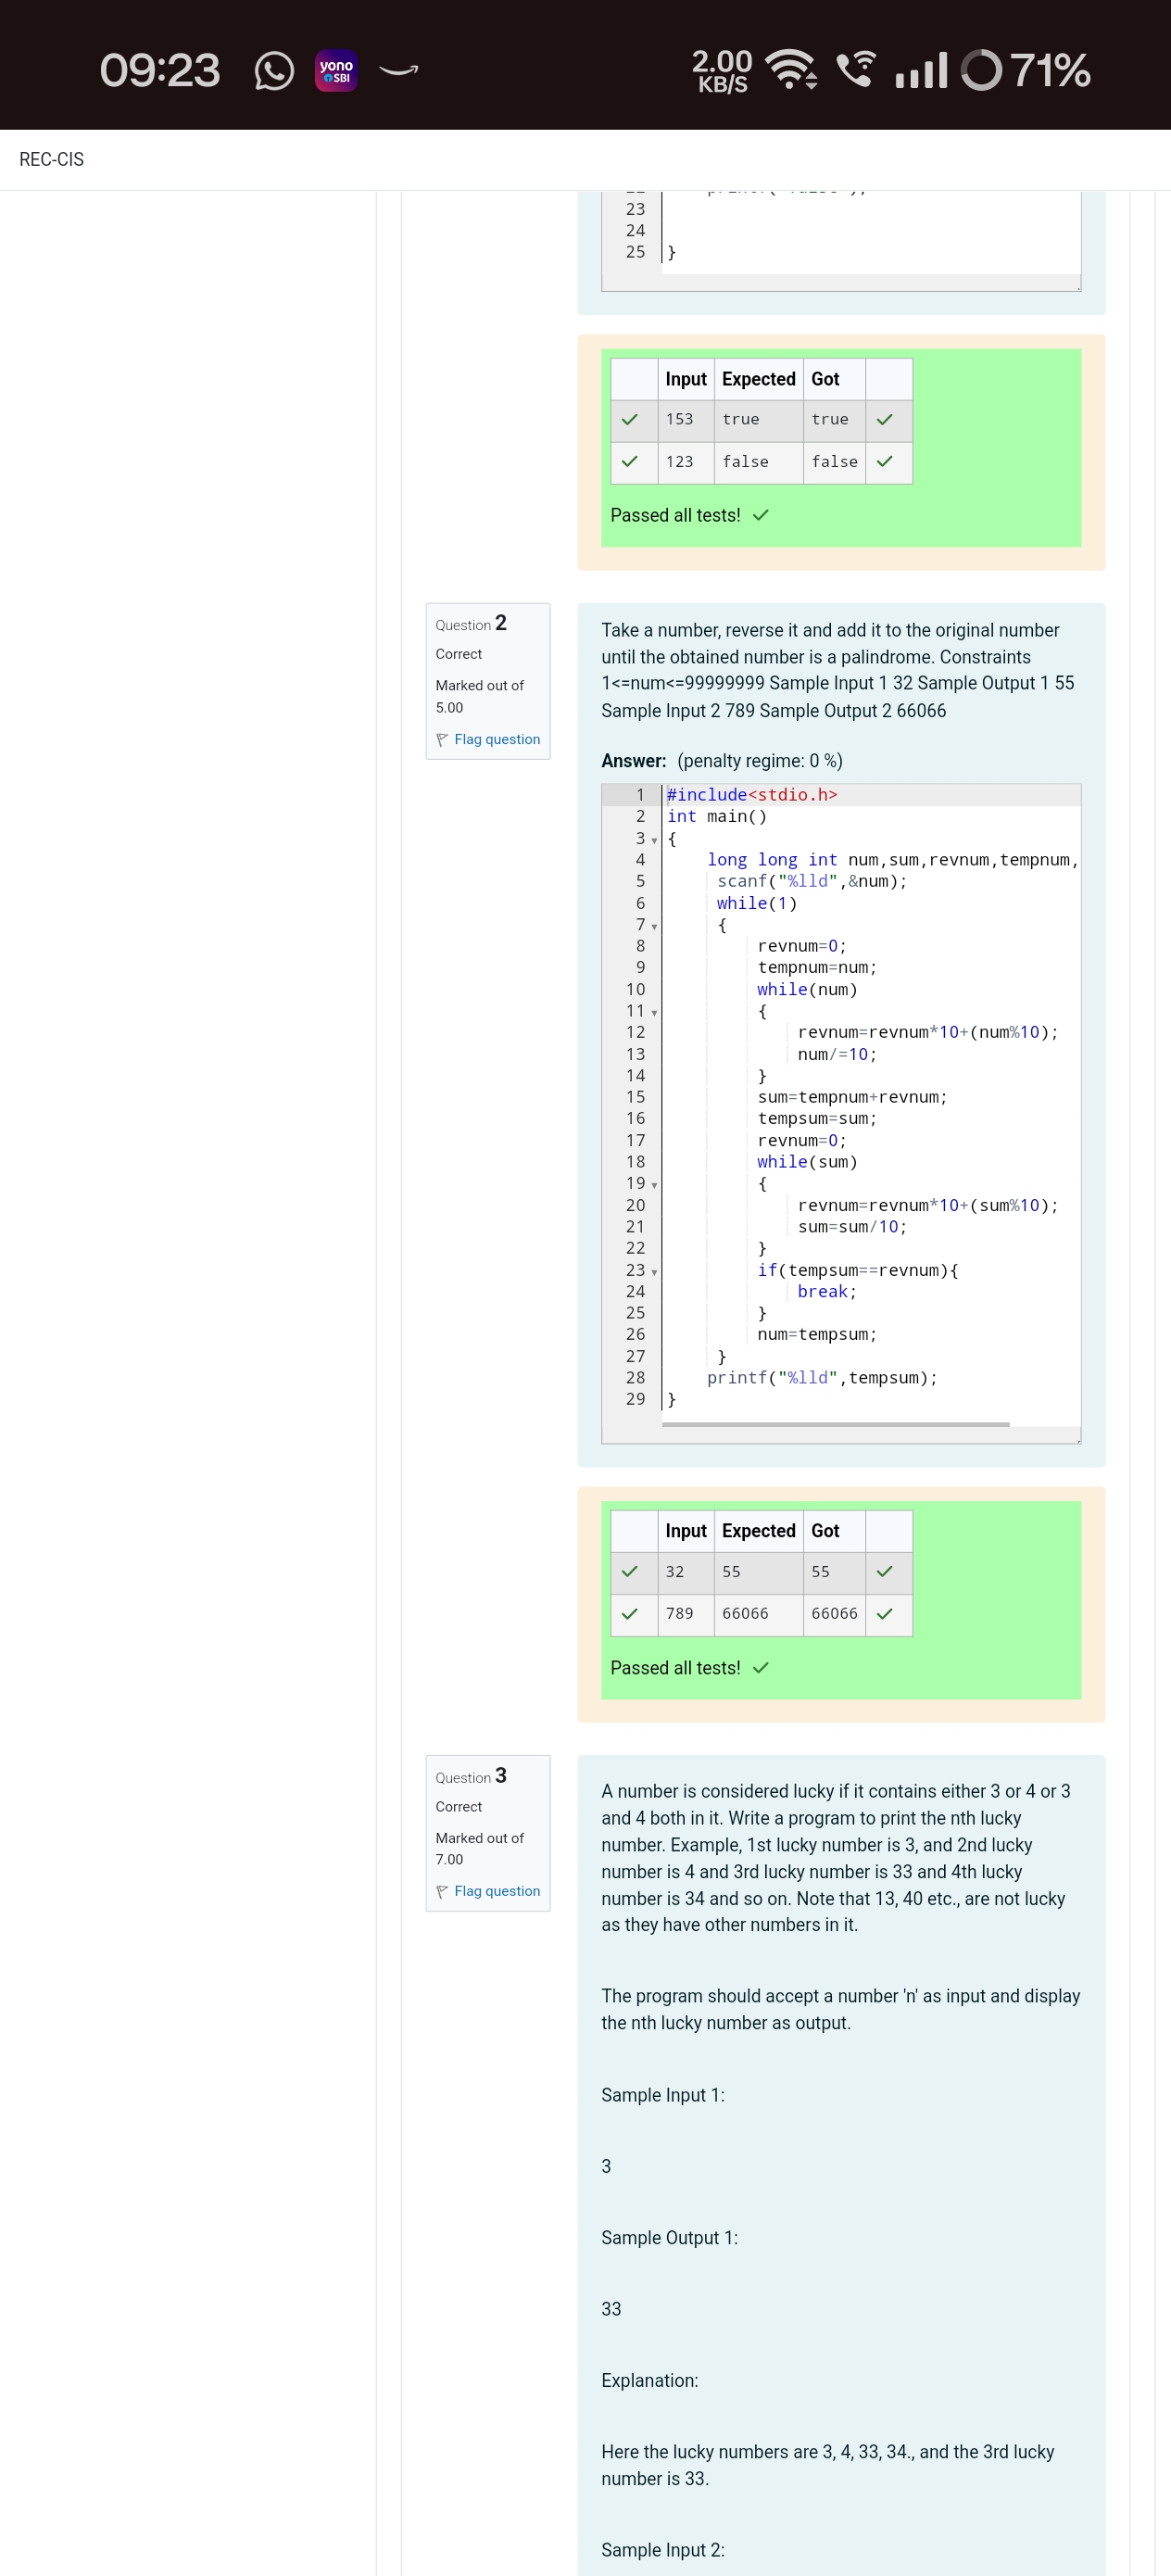 09:23 yono SBI 2.00 KB/S 71%
REC-CIS
23
24
25 }
Input Expected Got
153 true true
123 false false
Passed all tests!
Question 2
Correct
Marked out of
5.00
Flag question
Take a number, reverse it and add it to the original number
until the obtained number is a palindrome. Constraints
1<=num<=99999999 Sample Input 1 32 Sample Output 1 55
Sample Input 2 789 Sample Output 2 66066
Answer: (penalty regime: 0 %)
1 #include<stdio.h>
2 int main()
3 {
4 long long int num,sum,revnum,tempnum,
5 scanf("%lld",&num);
6 while(1)
7 {
8 revnum=0;
9 tempnum=num;
10 while(num)
11 {
12 revnum=revnum*10+(num%10);
13 num/=10;
14 }
15 sum=tempnum+revnum;
16 tempsum=sum;
17 revnum=0;
18 while(sum)
19 {
20 revnum=revnum*10+(sum%10);
21 sum=sum/10;
22 }
23 if(tempsum==revnum){
24 break;
25 }
26 num=tempsum;
27 }
28 printf("%lld",tempsum);
29 }
Input Expected Got
32 55 55
789 66066 66066
Passed all tests!
Question 3
Correct
Marked out of
7.00
Flag question
A number is considered lucky if it contains either 3 or 4 or 3
and 4 both in it. Write a program to print the nth lucky
number. Example, 1st lucky number is 3, and 2nd lucky
number is 4 and 3rd lucky number is 33 and 4th lucky
number is 34 and so on. Note that 13, 40 etc., are not lucky
as they have other numbers in it.
The program should accept a number 'n' as input and display
the nth lucky number as output.
Sample Input 1:
3
Sample Output 1:
33
Explanation:
Here the lucky numbers are 3, 4, 33, 34., and the 3rd lucky
number is 33.
Sample Input 2: